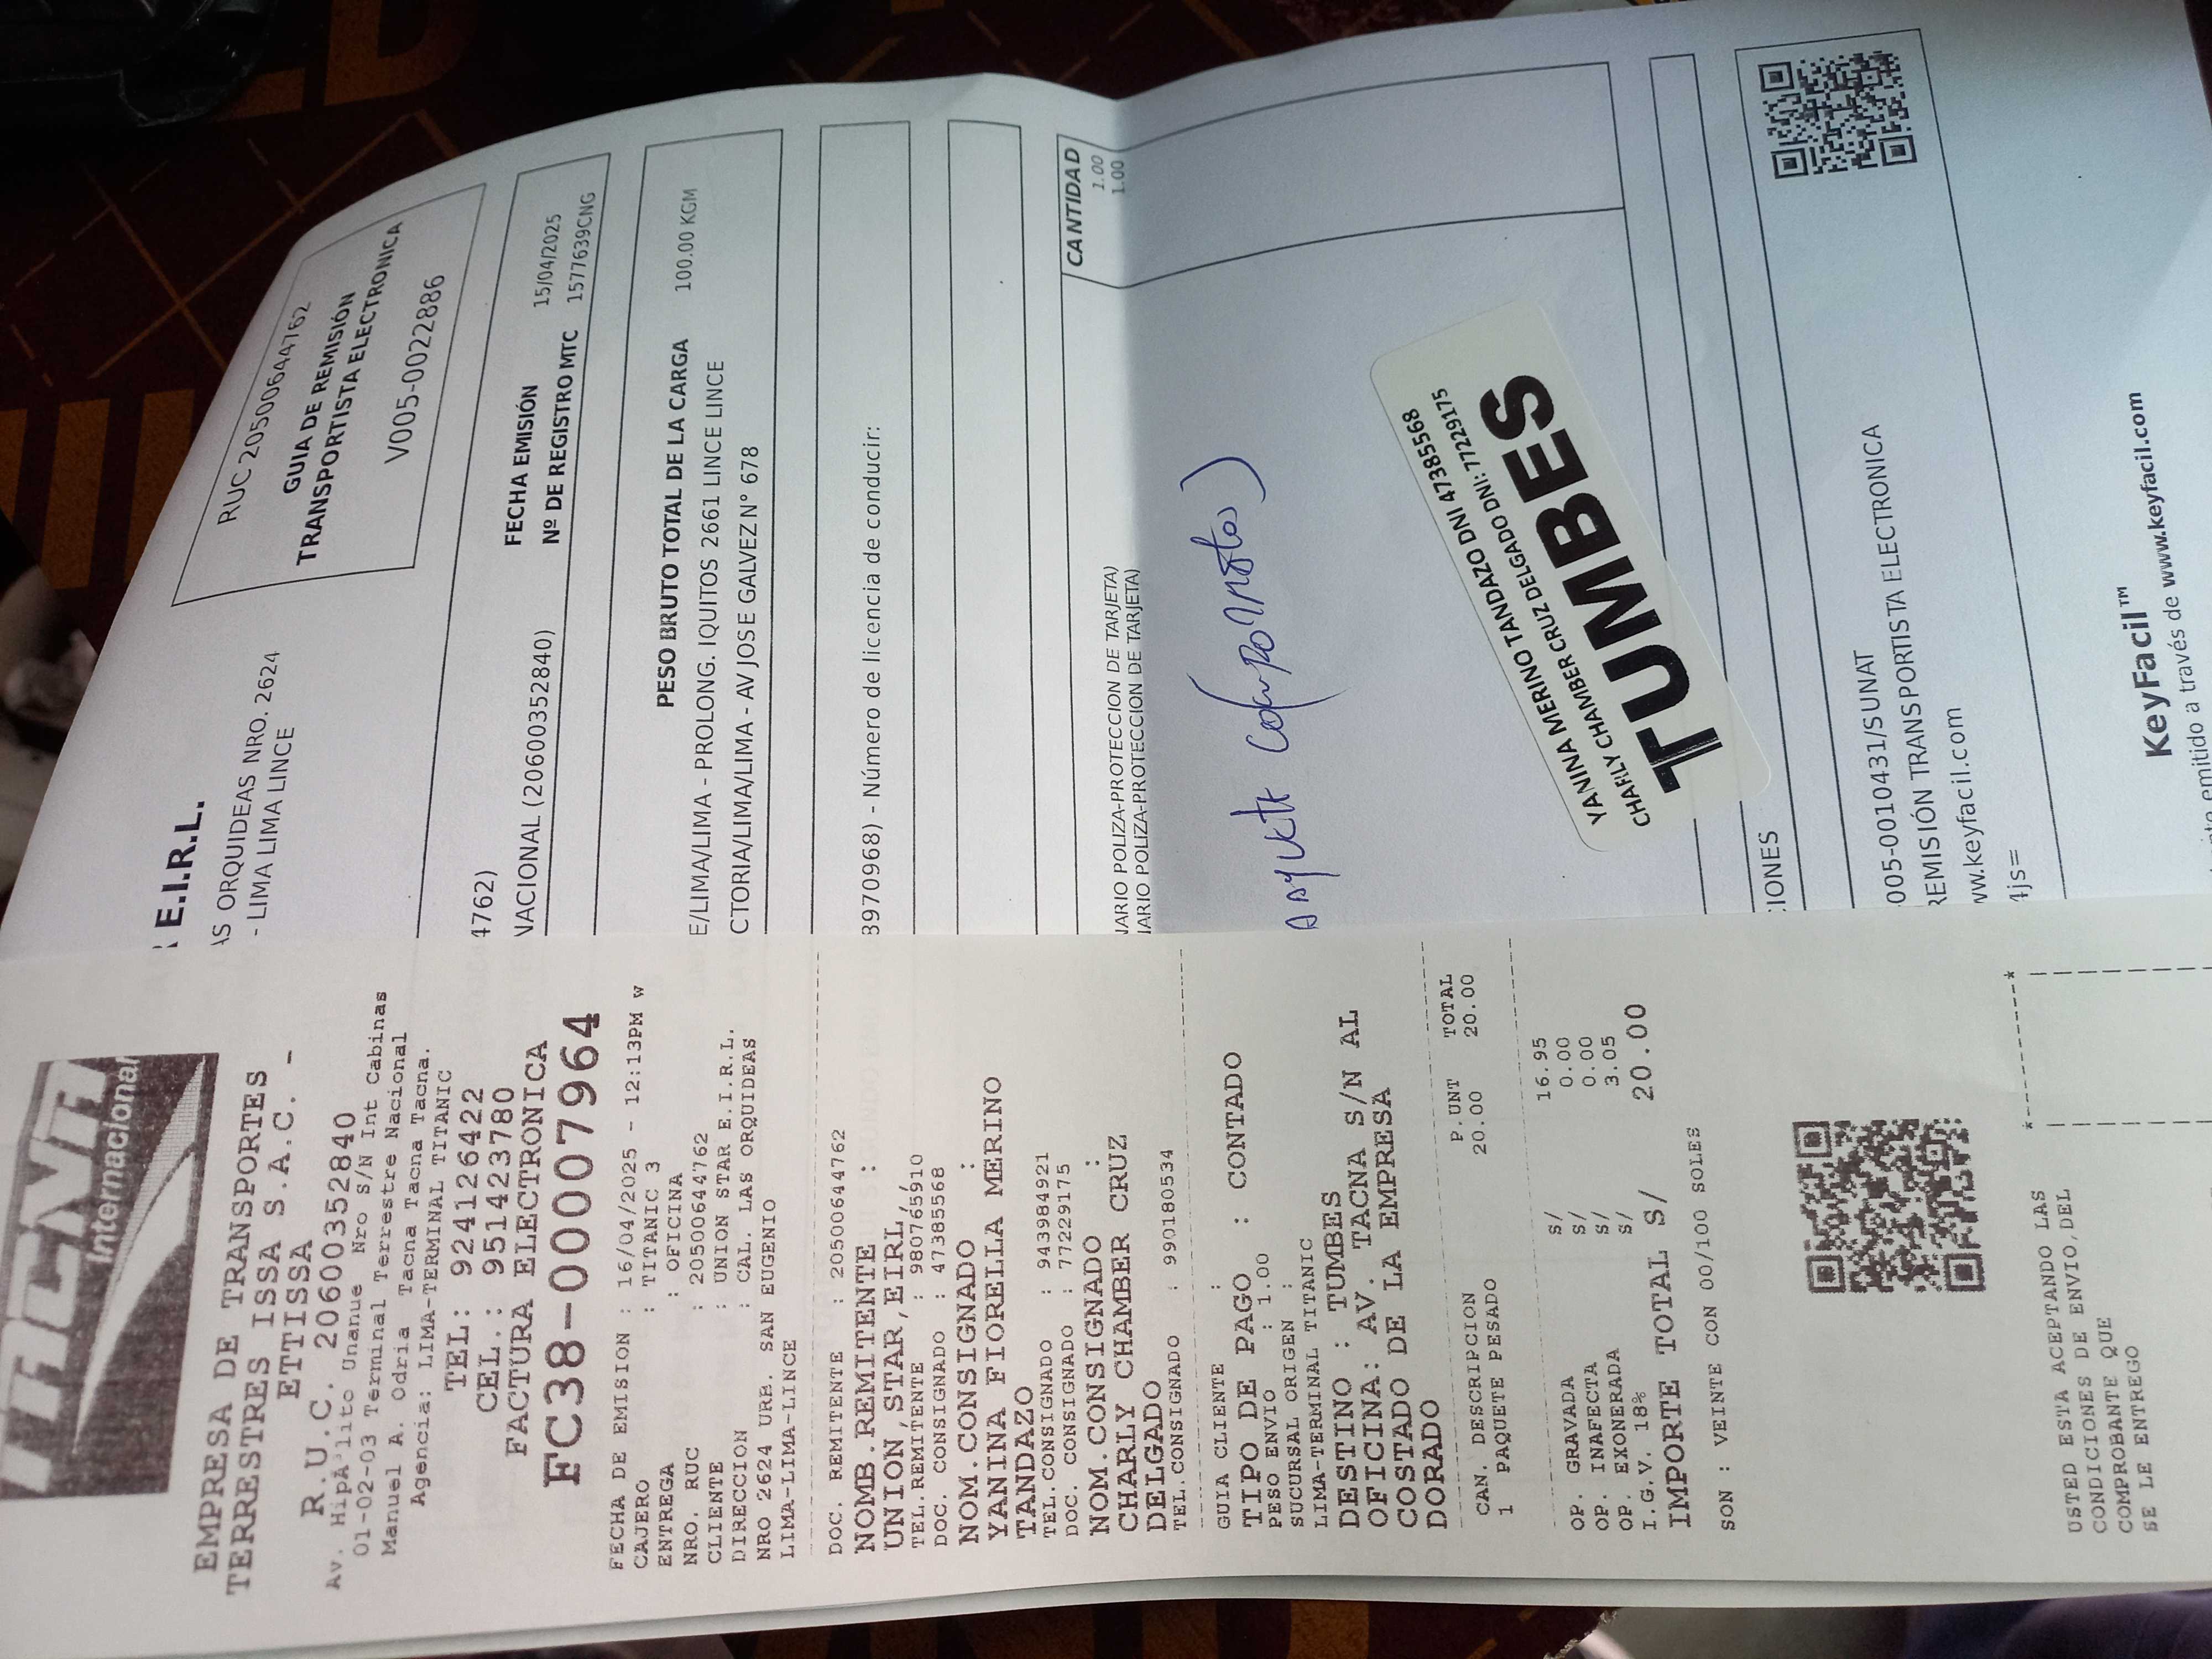 TACNA
Internacional
EMPRESA DE TRANSPORTES
TERRESTRES ISSA S.A.C. -
ETTISSA
R.U.C. 20600352840
Av. Hipà lito Unanue Nro S/N Int Cabinas
01-02-03 Terminal Terrestre Nacional
Manuel A. Odria Tacna Tacna Tacna.
Agencia: LIMA-TERMINAL TITANIC
TEL: 924126422
CEL.: 951423780
FACTURA ELECTRONICA
FC38-00007964
FECHA DE EMISION : 16/04/2025 - 12:13PM w
CAJERO : TITANIC 3
ENTREGA : OFICINA
NRO. RUC : 20500644762
CLIENTE : UNION STAR E.I.R.L.
DIRECCION : CAL. LAS ORQUIDEAS
NRO 2624 URB. SAN EUGENIO
LIMA-LIMA-LINCE
DOC. REMITENTE : 20500644762
NOMB.REMITENTE :
UNION,STAR,EIRL,
TEL.REMITENTE : 980765910
DOC. CONSIGNADO : 47385568
NOM.CONSIGNADO :
YANINA FIORELLA MERINO
TANDAZO
TEL.CONSIGNADO : 943984921
DOC. CONSIGNADO : 77229175
NOM.CONSIGNADO :
CHARLY CHAMBER CRUZ
DELGADO
TEL.CONSIGNADO : 990180534
GUIA CLIENTE :
TIPO DE PAGO : CONTADO
PESO ENVIO : 1.00
SUCURSAL ORIGEN :
LIMA-TERMINAL TITANIC
DESTINO : TUMBES
OFICINA: AV. TACNA S/N AL
COSTADO DE LA EMPRESA
DORADO
CAN. DESCRIPCION P.UNT TOTAL
1 PAQUETE PESADO 20.00 20.00
OP. GRAVADA S/ 16.95
OP. INAFECTA S/ 0.00
OP. EXONERADA S/ 0.00
I.G.V. 18% S/ 3.05
IMPORTE TOTAL S/ 20.00
SON : VEINTE CON 00/100 SOLES
USTED ESTA ACEPTANDO LAS
CONDICIONES DE ENVIO,DEL
COMPROBANTE QUE
SE LE ENTREGO
E.I.R.L.
AS ORQUIDEAS NRO. 2624
- LIMA LIMA LINCE
RUC 20500644762
GUIA DE REMISIÓN
TRANSPORTISTA ELECTRONICA
V005-0022886
4762)
NACIONAL (20600352840)
FECHA EMISIÓN 15/04/2025
Nº DE REGISTRO MTC 1577639CNG
PESO BRUTO TOTAL DE LA CARGA 100.00 KGM
E/LIMA/LIMA - PROLONG. IQUITOS 2661 LINCE LINCE
CTORIA/LIMA/LIMA - AV JOSE GALVEZ N° 678
3970968) - Número de licencia de conducir:
CANTIDAD
NARIO POLIZA-PROTECCION DE TARJETA) 1.00
NARIO POLIZA-PROTECCION DE TARJETA) 1.00
YANINA MERINO TANDAZO DNI 47385568
CHARLY CHAMBER CRUZ DELGADO DNI: 77229175
TUMBES
CIONES
005-0010431/SUNAT
REMISIÓN TRANSPORTISTA ELECTRONICA
ww.keyfacil.com
4js=
KeyFacil™
emitido a través de www.keyfacil.com